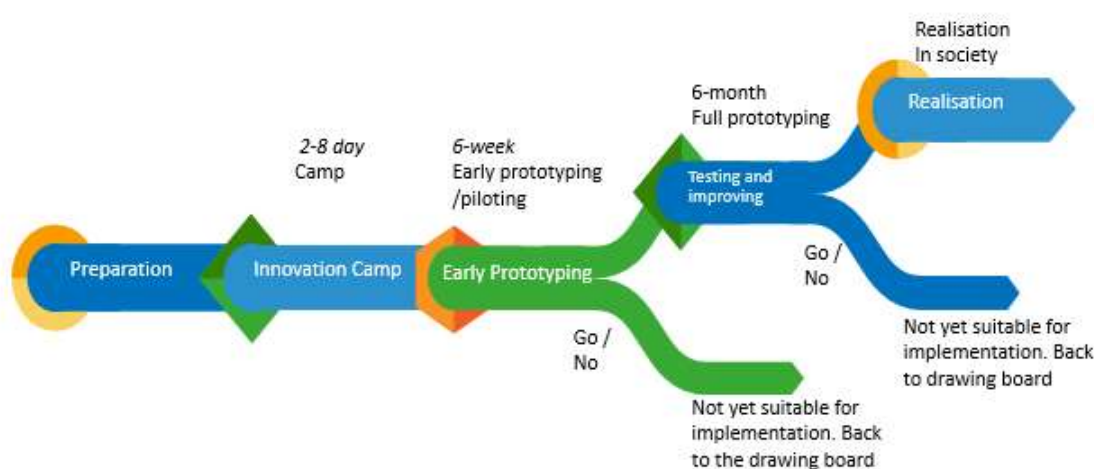 Realisation
In society
Realisation
6-month
Full prototyping
Testing and
improving
2-8 day
Camp
6-week
Early prototyping
/piloting
Preparation
Innovation Camp
Early Prototyping
Go /
No
Not yet suitable for
implementation. Back
to drawing board
Go /
No
Not yet suitable for
implementation. Back
to the drawing board